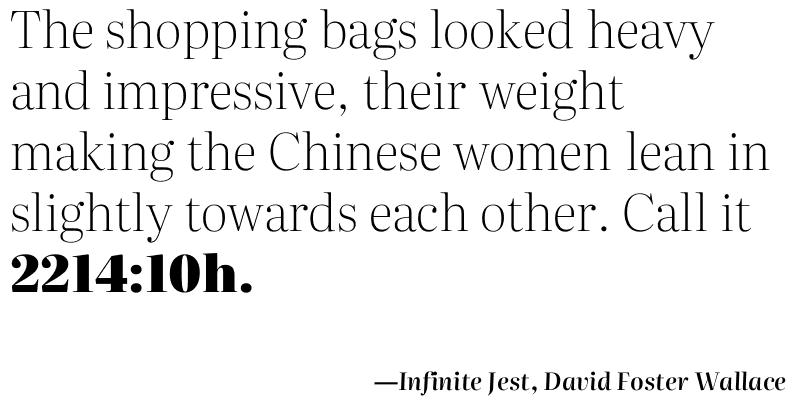 The shopping bags looked heavy
and impressive, their weight
making the Chinese women lean in
slightly towards each other. Call it
2214:10h.
—Infinite Jest, David Foster Wallace